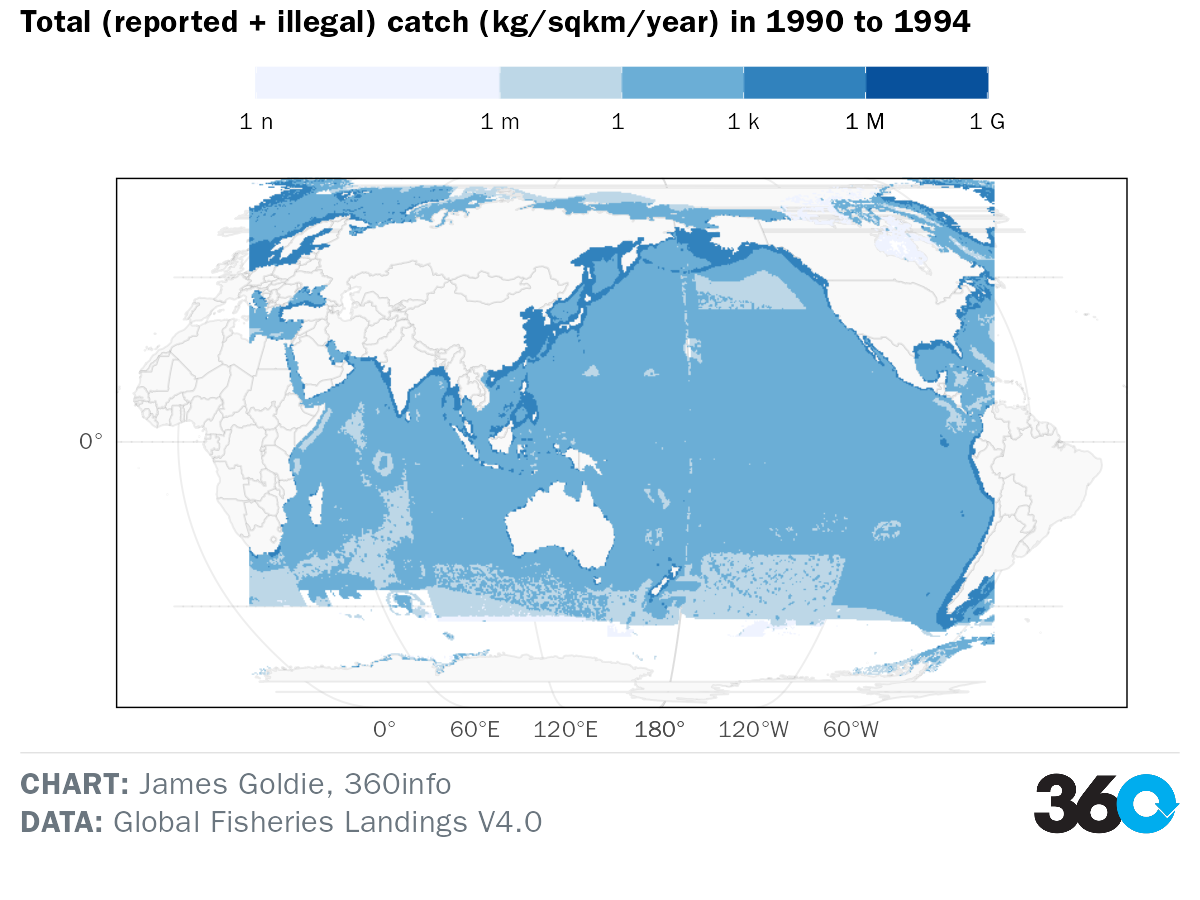 Total (reported + illegal) catch (kg/sqkm/year) in 1990 to 1994
1 n 1 m 1 1 k 1 M 1 G
0°
0° 60°E 120°E 180° 120°W 60°W
CHART: James Goldie, 360info
DATA: Global Fisheries Landings V4.0
360